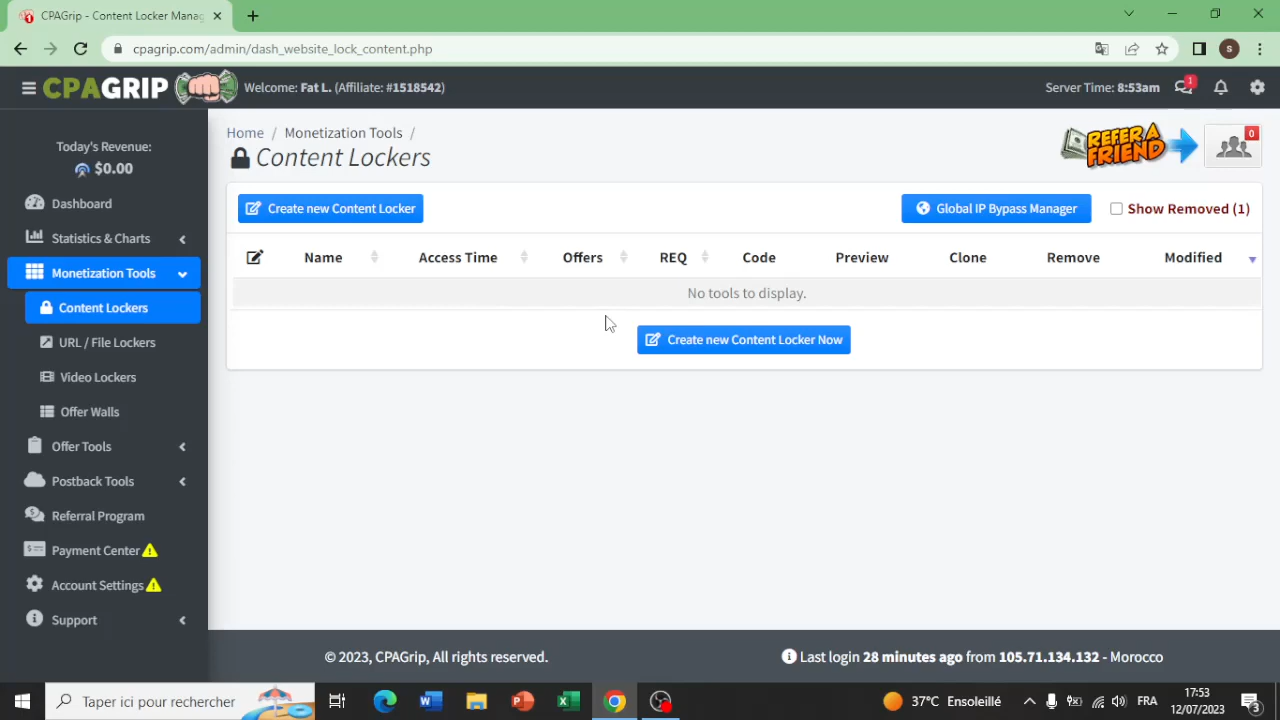 CPAGrip - Content Locker Manag
cpagrip.com/admin/dash_website_lock_content.php
S
CPAGRIP
Welcome: Fat L. (Affiliate: #1518542)
Server Time: 8:53am
1
Today's Revenue:
$0.00
Dashboard
Statistics & Charts
Monetization Tools
Content Lockers
URL / File Lockers
Video Lockers
Offer Walls
Offer Tools
Postback Tools
Referral Program
Payment Center
Account Settings
Support
Home / Monetization Tools /
Content Lockers
REFER A
FRIEND
0
Create new Content Locker
Global IP Bypass Manager
Show Removed (1)
Name Access Time Offers REQ Code Preview Clone Remove Modified
No tools to display.
Create new Content Locker Now
© 2023, CPAGrip, All rights reserved.
Last login 28 minutes ago from 105.71.134.132 - Morocco
Taper ici pour rechercher
37°C Ensoleillé
FRA
17:53
12/07/2023
3